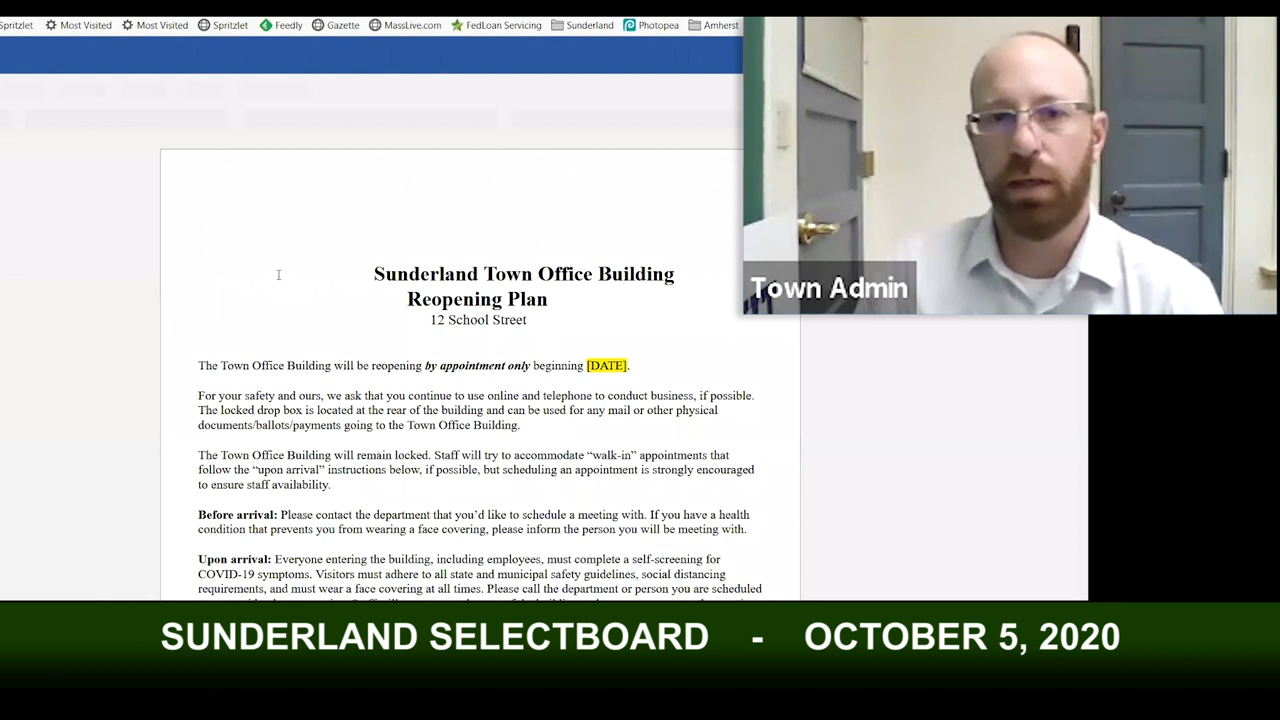 Spritzlet Most Visited Most Visited Spritzlet Feedly Gazette MassLive.com FedLoan Servicing Sunderland Photopea Amherst
Town Admin
Sunderland Town Office Building
Reopening Plan
12 School Street
The Town Office Building will be reopening by appointment only beginning [DATE].
For your safety and ours, we ask that you continue to use online and telephone to conduct business, if possible.
The locked drop box is located at the rear of the building and can be used for any mail or other physical
documents/ballots/payments going to the Town Office Building.
The Town Office Building will remain locked. Staff will try to accommodate “walk-in” appointments that
follow the “upon arrival” instructions below, if possible, but scheduling an appointment is strongly encouraged
to ensure staff availability.
Before arrival: Please contact the department that you’d like to schedule a meeting with. If you have a health
condition that prevents you from wearing a face covering, please inform the person you will be meeting with.
Upon arrival: Everyone entering the building, including employees, must complete a self-screening for
COVID-19 symptoms. Visitors must adhere to all state and municipal safety guidelines, social distancing
requirements, and must wear a face covering at all times. Please call the department or person you are scheduled
SUNDERLAND SELECTBOARD - OCTOBER 5, 2020